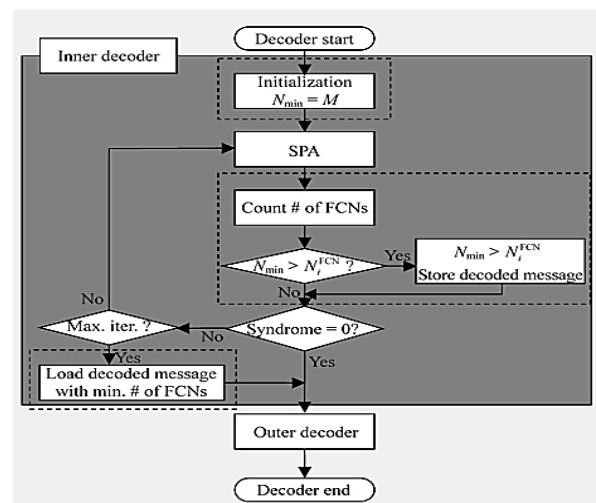 Decoder start
Inner decoder
Initialization
N_min = M
SPA
Count # of FCNs
N_min > N_i^FCN ?
Yes
N_min > N_i^FCN
Store decoded message
No
No
Max. iter. ?
No
Syndrome = 0?
Yes
Yes
Load decoded message
with min. # of FCNs
Outer decoder
Decoder end